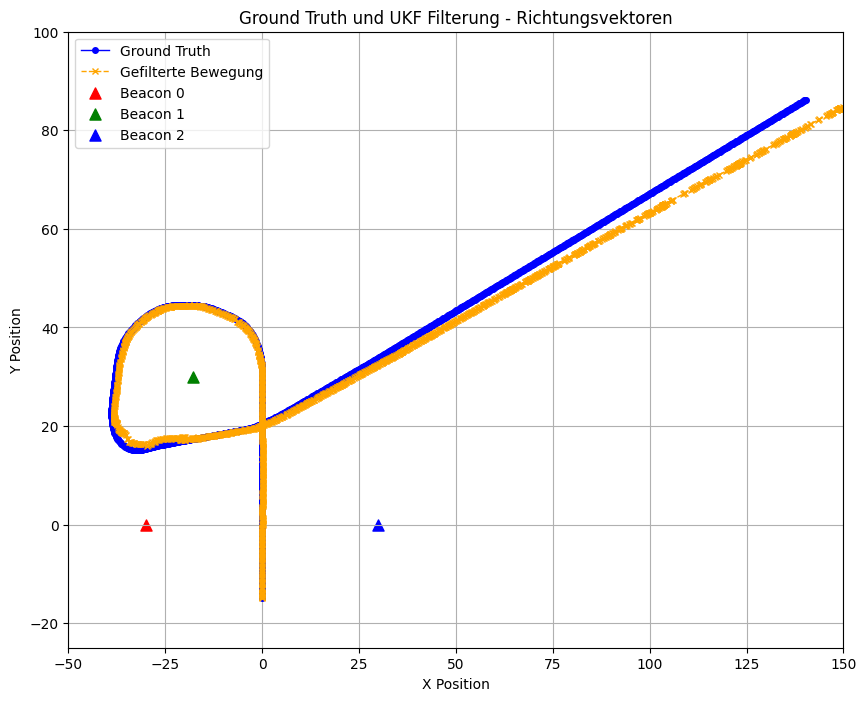 Ground Truth und UKF Filterung - Richtungsvektoren
Ground Truth
Gefilterte Bewegung
Beacon 0
Beacon 1
Beacon 2
100
80
60
40
20
0
−20
Y Position
−50
−25
0
25
50
75
100
125
150
X Position